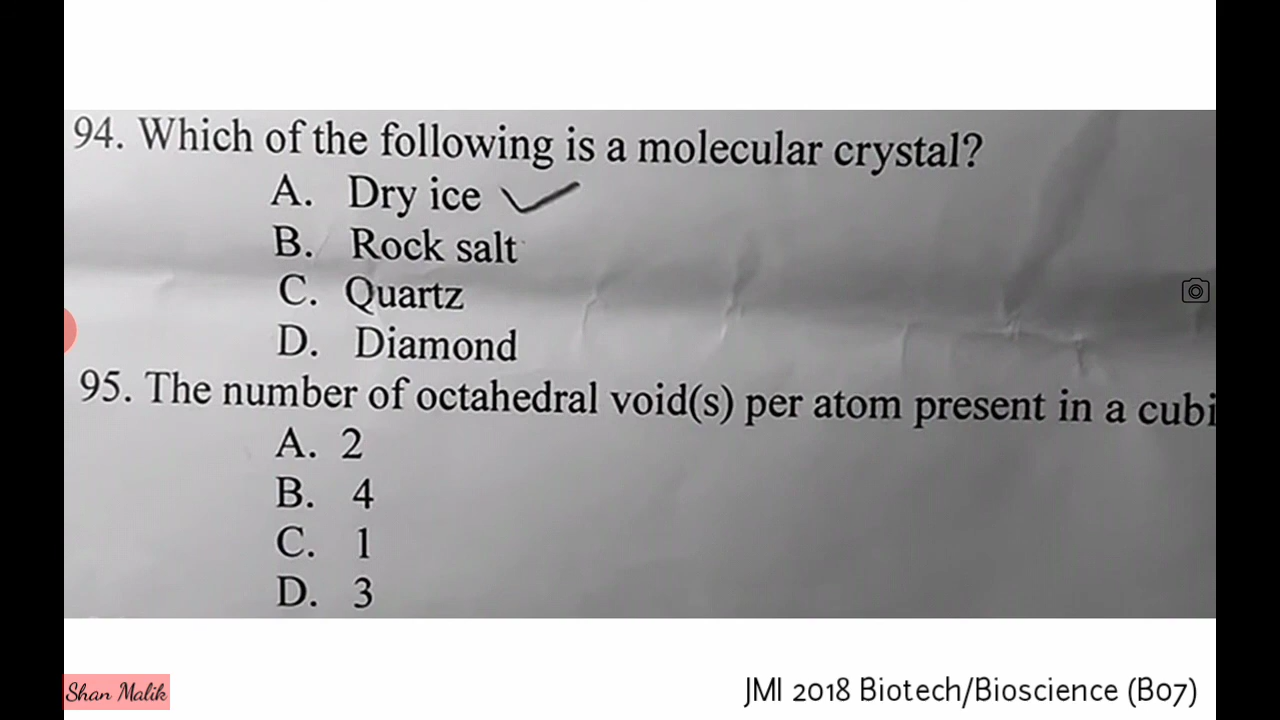 94. Which of the following is a molecular crystal?
A. Dry ice
B. Rock salt
C. Quartz
D. Diamond
95. The number of octahedral void(s) per atom present in a cubi
A. 2
B. 4
C. 1
D. 3
Shan Malik
JMI 2018 Biotech/Bioscience (B07)